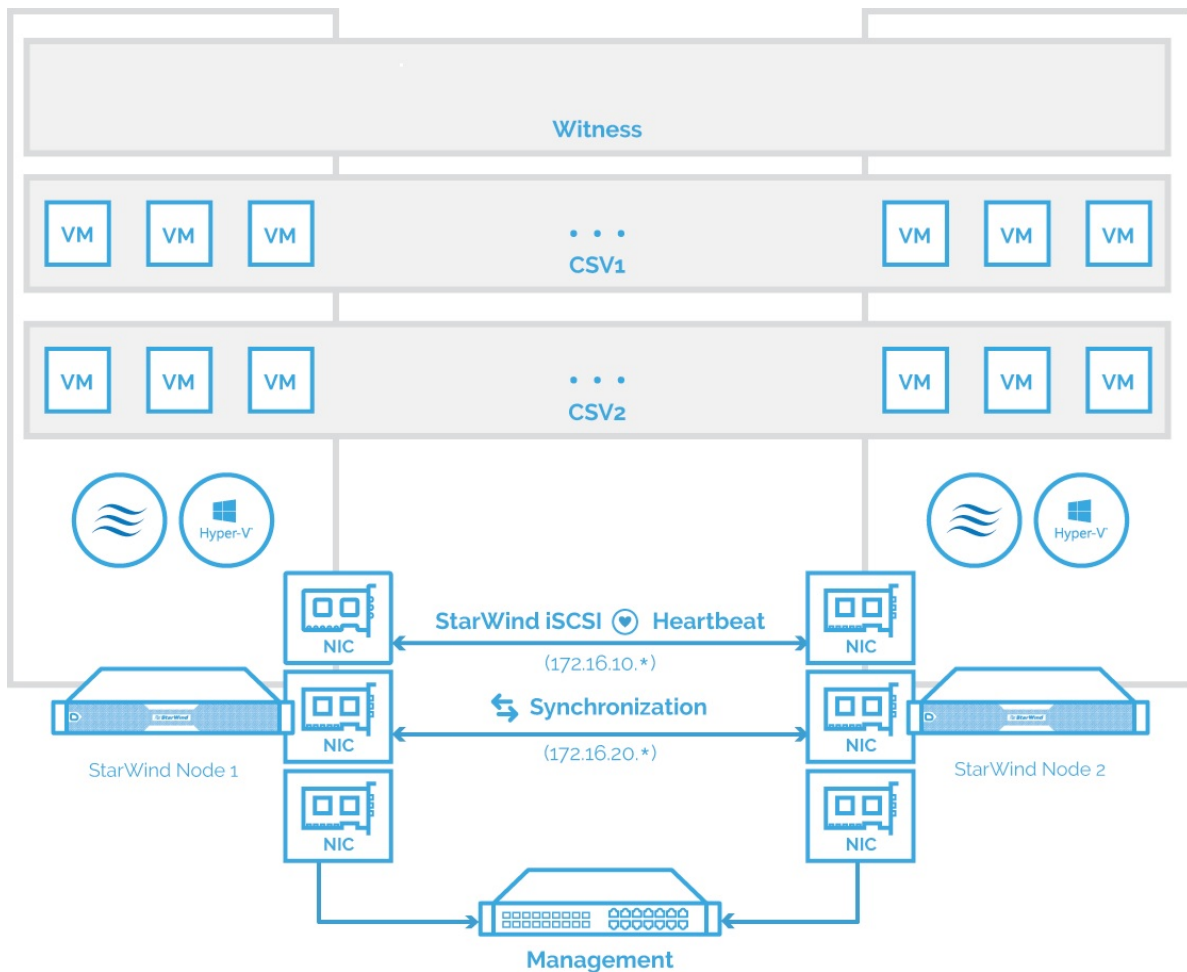 Witness
VM VM VM VM VM VM
CSV1
VM VM VM VM VM VM
CSV2
Hyper-V Hyper-V
StarWind iSCSI Heartbeat
NIC NIC
(172.16.10.*)
Synchronization
StarWind StarWind
NIC NIC
(172.16.20.*)
StarWind Node 1 StarWind Node 2
NIC NIC
Management